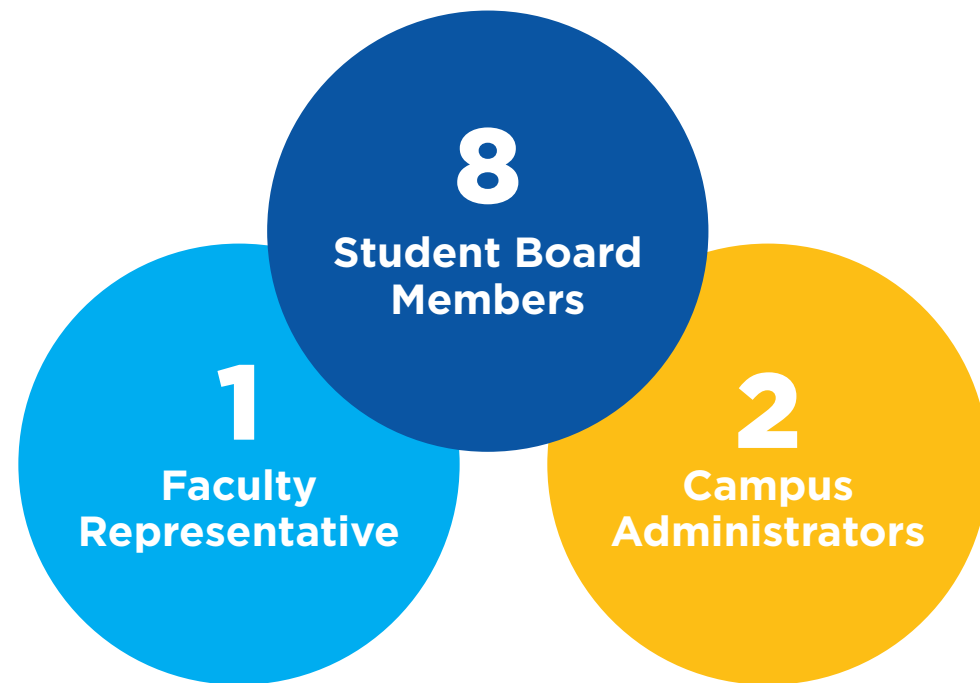 8
Student Board
Members
1
Faculty
Representative
2
Campus
Administrators